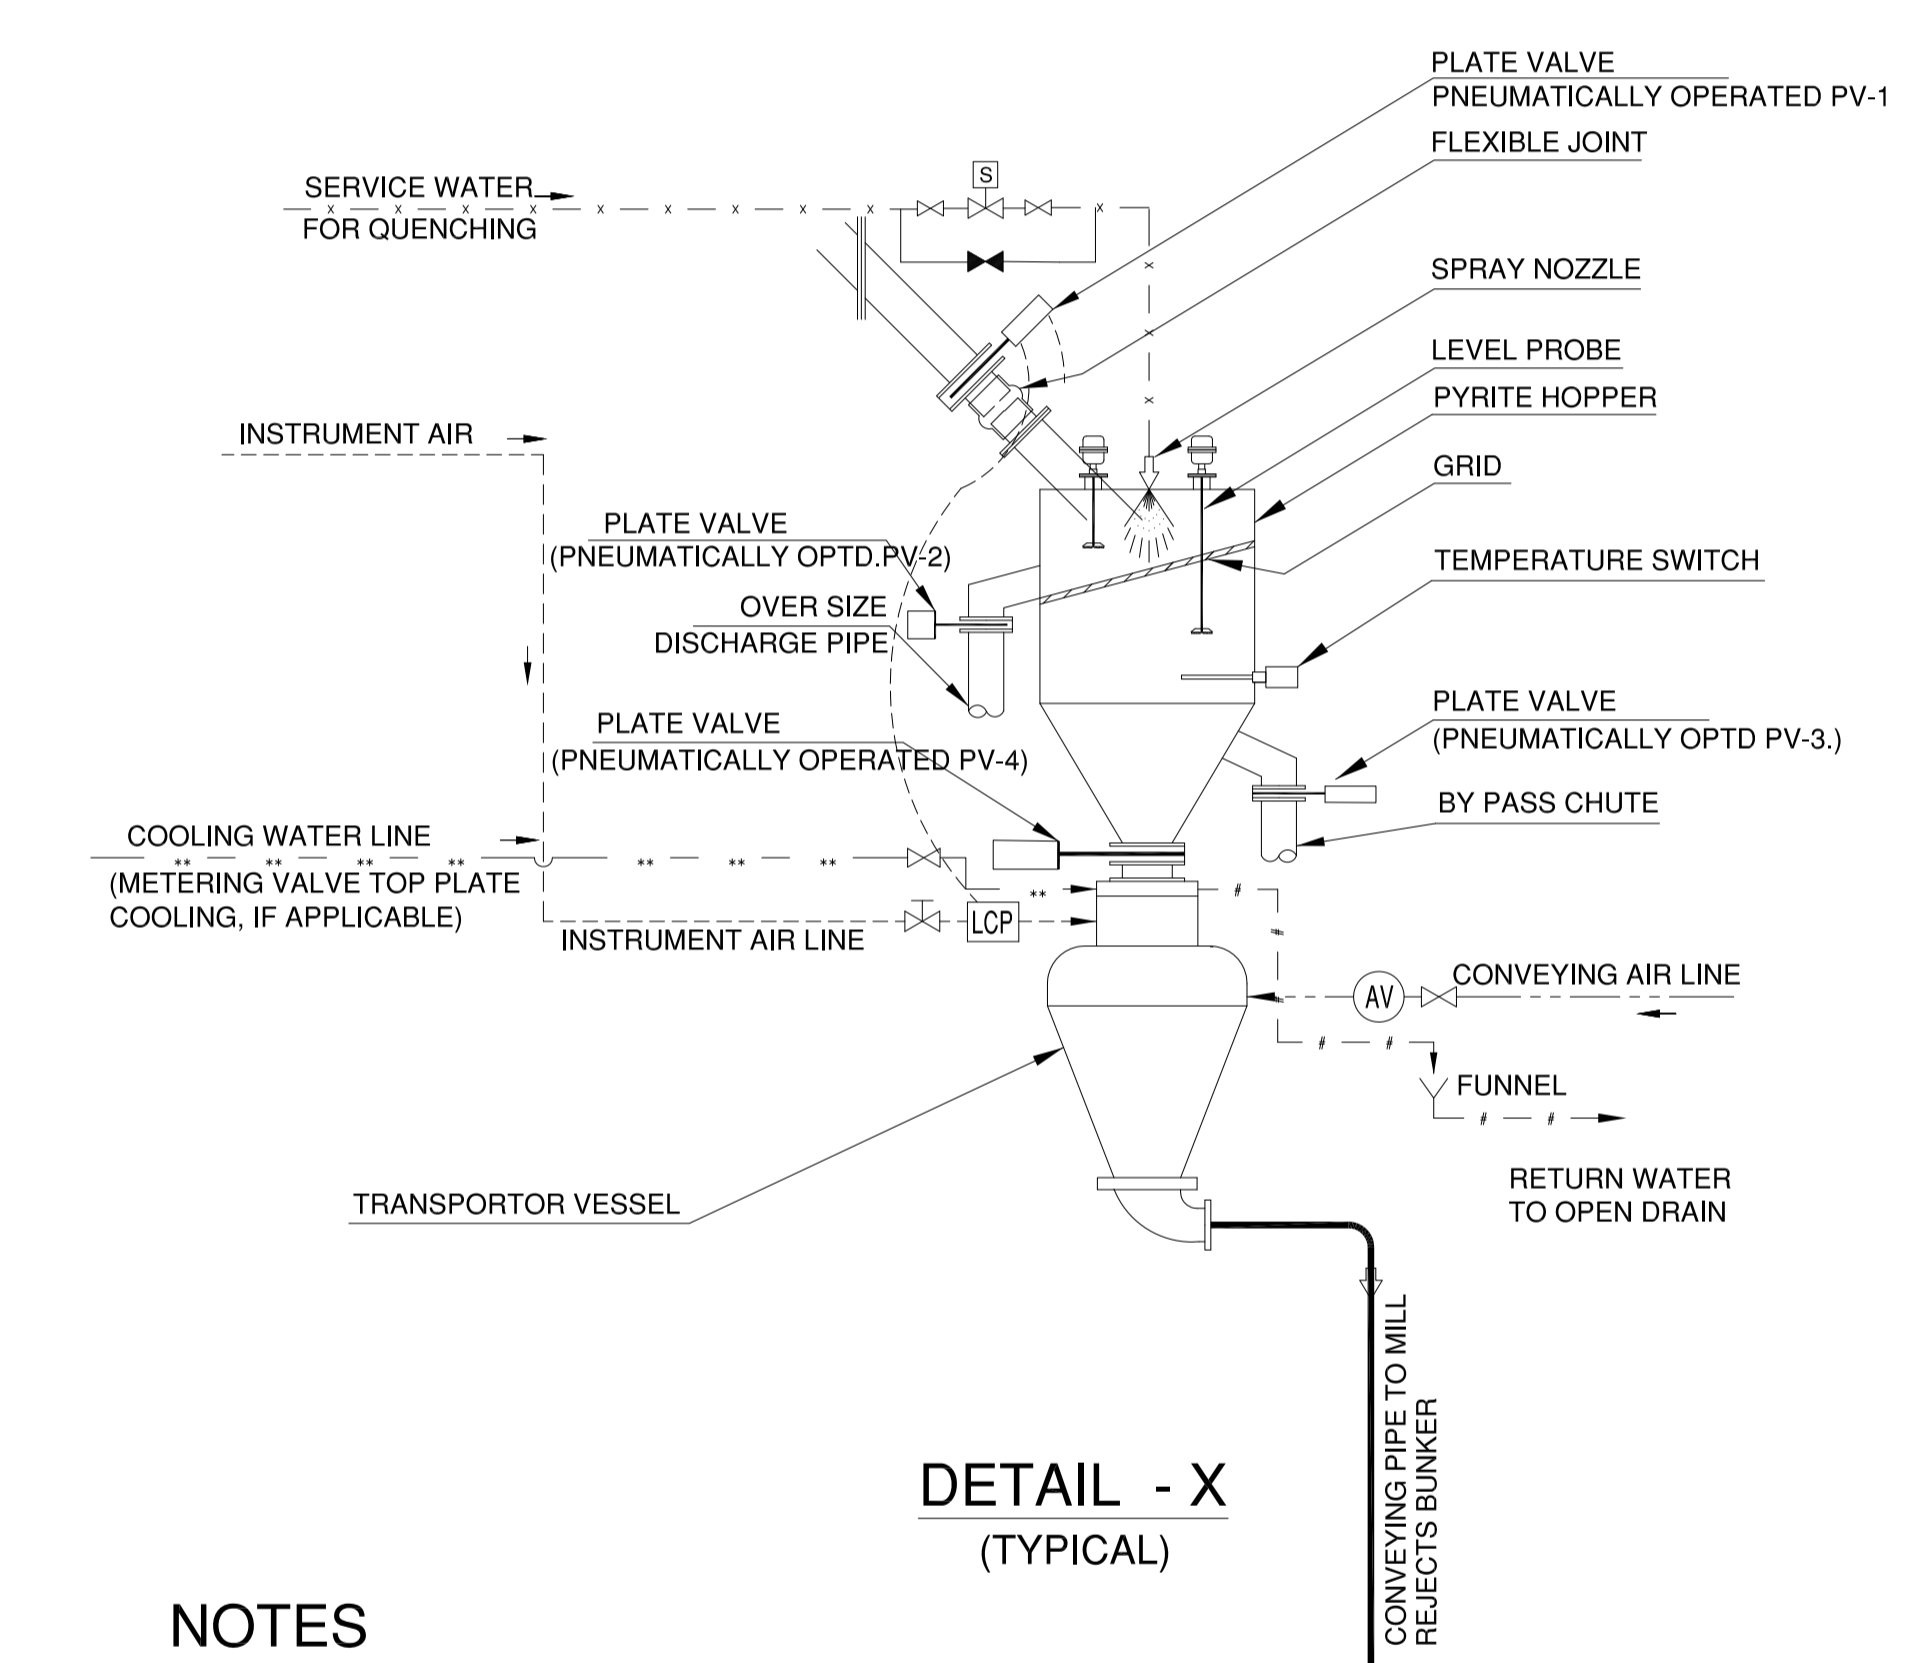 PLATE VALVE
PNEUMATICALLY OPERATED PV-1
FLEXIBLE JOINT
S
SERVICE WATER
FOR QUENCHING
SPRAY NOZZLE
LEVEL PROBE
PYRITE HOPPER
INSTRUMENT AIR
GRID
PLATE VALVE
(PNEUMATICALLY OPTD.PV-2)
TEMPERATURE SWITCH
OVER SIZE
DISCHARGE PIPE
PLATE VALVE
(PNEUMATICALLY OPTD PV-3.)
PLATE VALVE
(PNEUMATICALLY OPERATED PV-4)
BY PASS CHUTE
COOLING WATER LINE
(METERING VALVE TOP PLATE
COOLING, IF APPLICABLE)
LCP
INSTRUMENT AIR LINE
CONVEYING AIR LINE
AV
FUNNEL
RETURN WATER
TO OPEN DRAIN
TRANSPORTOR VESSEL
CONVEYING PIPE TO MILL
REJECTS BUNKER
DETAIL - X
(TYPICAL)
NOTES